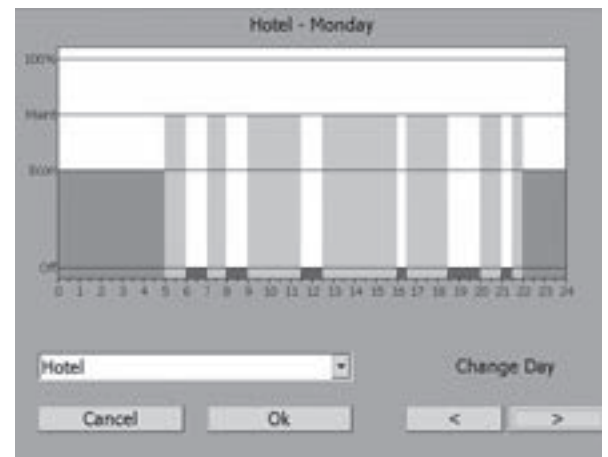 Hotel - Monday
100%
Econ
Off
0 1 2 3 4 5 6 7 8 9 10 11 12 13 14 15 16 17 18 19 20 21 22 23 24
Hotel
Change Day
Cancel Ok < >